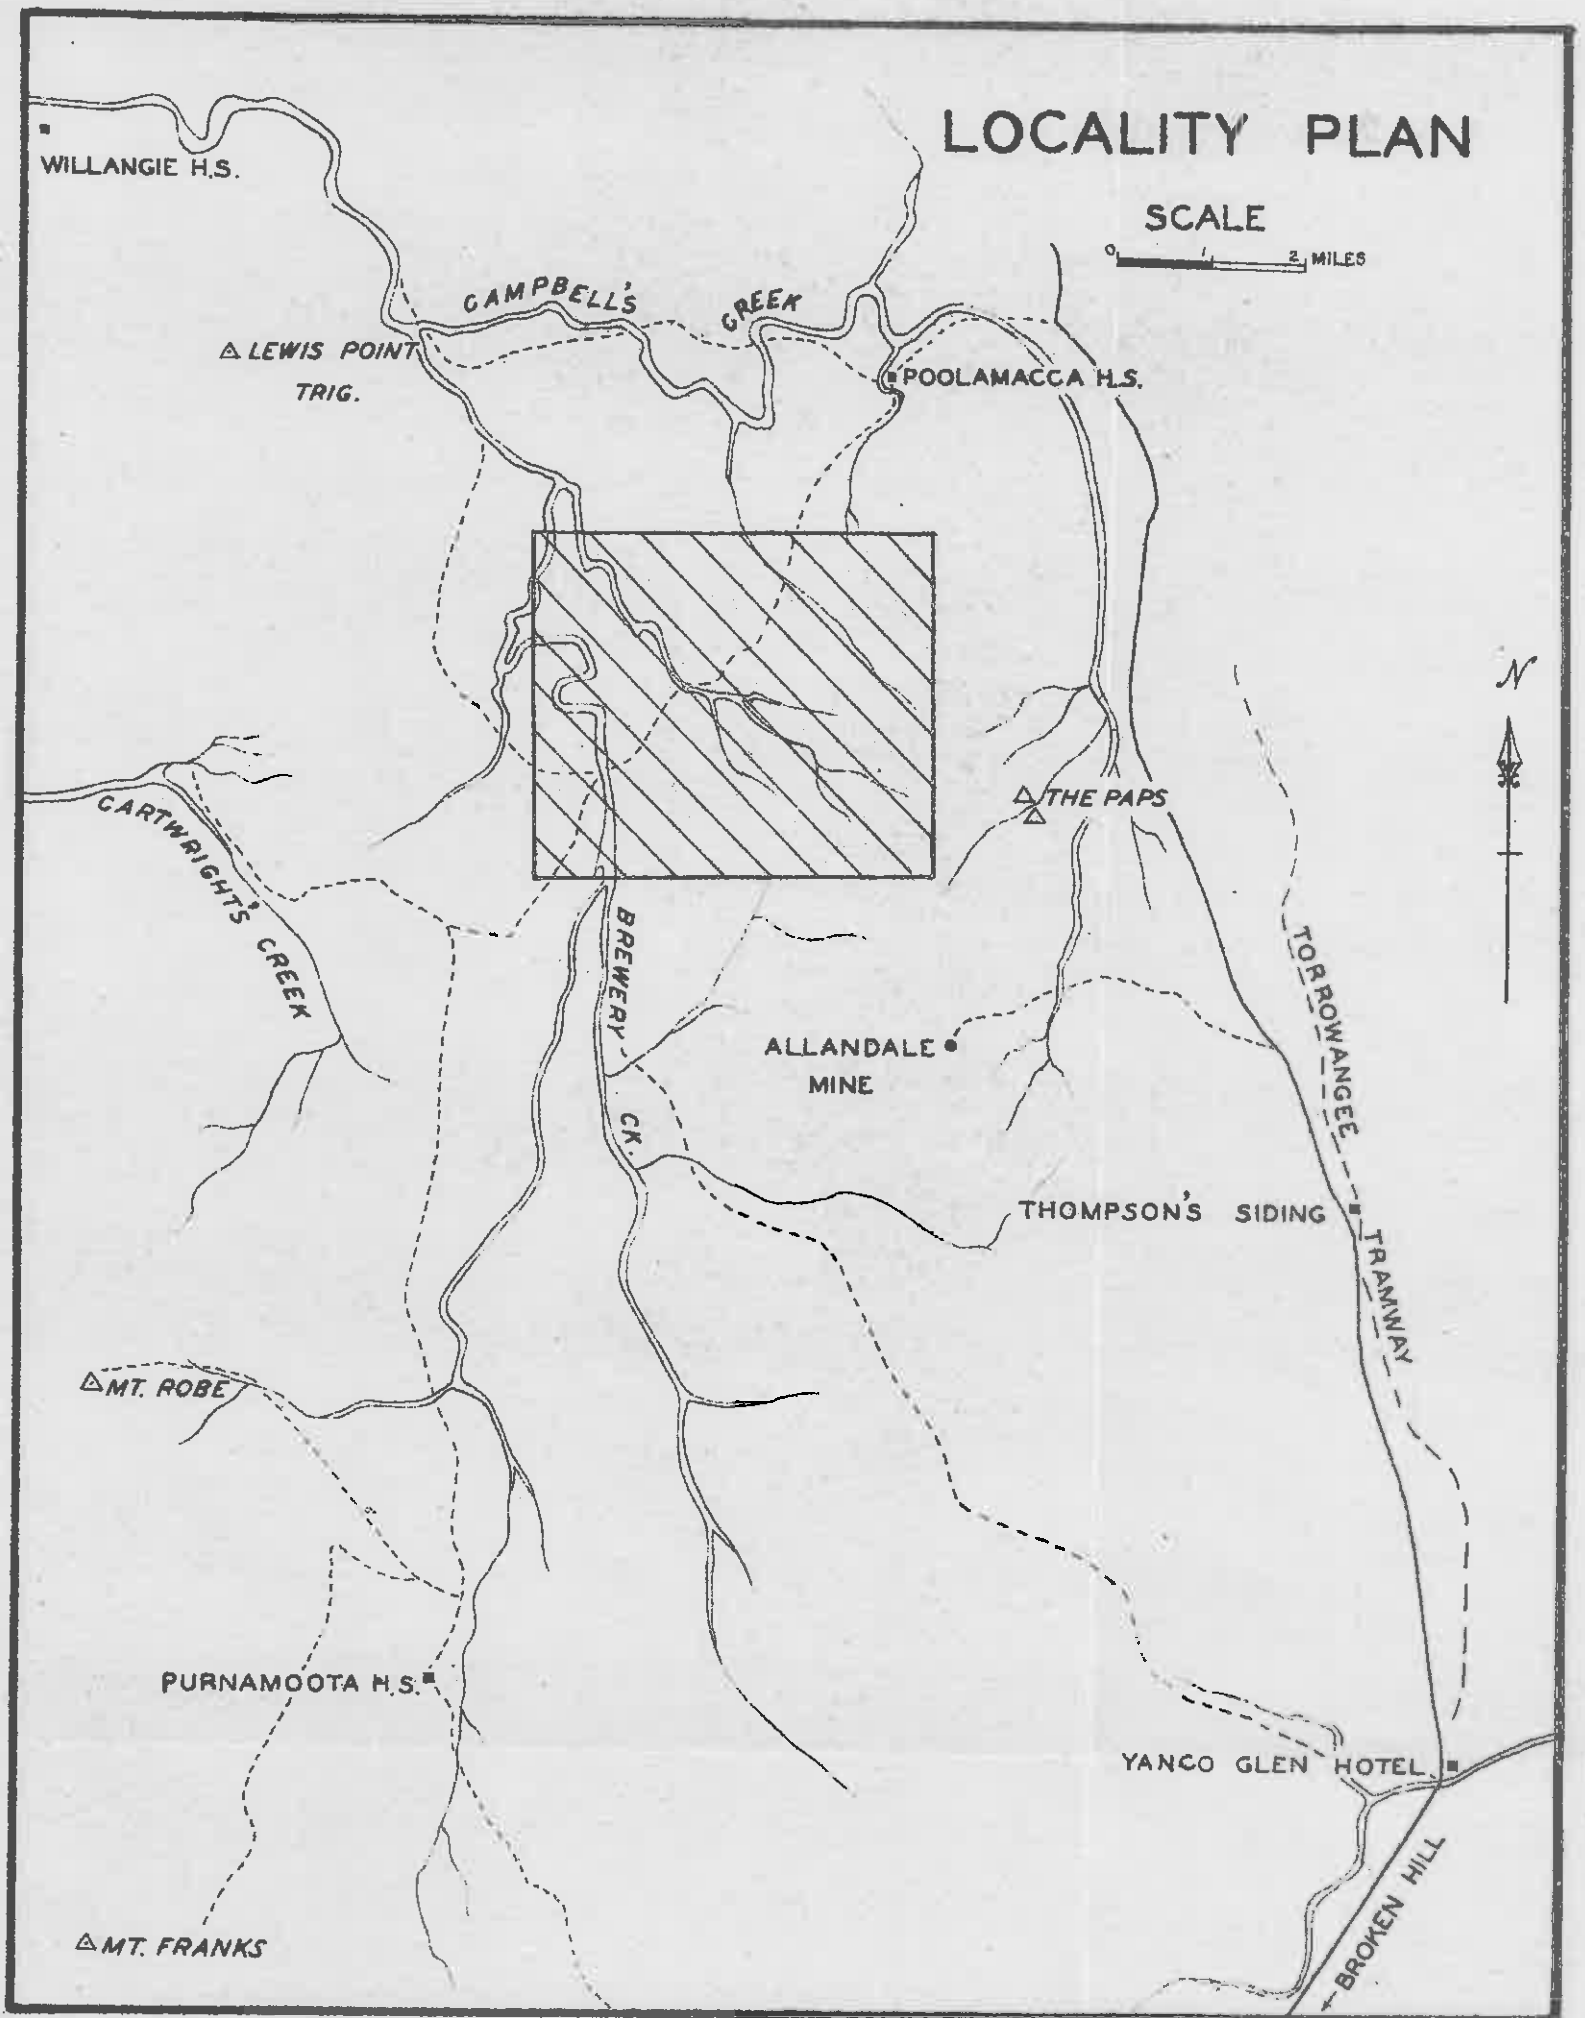 LOCALITY PLAN
SCALE
0 1 2 MILES
WILLANGIE H.S.
CAMPBELL'S CREEK
LEWIS POINT
TRIG.
POOLAMACCA H.S.
N
CARTWRIGHTS' CREEK
THE PAPS
BREWERY CK.
TORROWANGEE TRAMWAY
ALLANDALE
MINE
THOMPSON'S SIDING
MT. ROBE
PURNAMOOTA H.S.
YANCO GLEN HOTEL
BROKEN HILL
MT. FRANKS